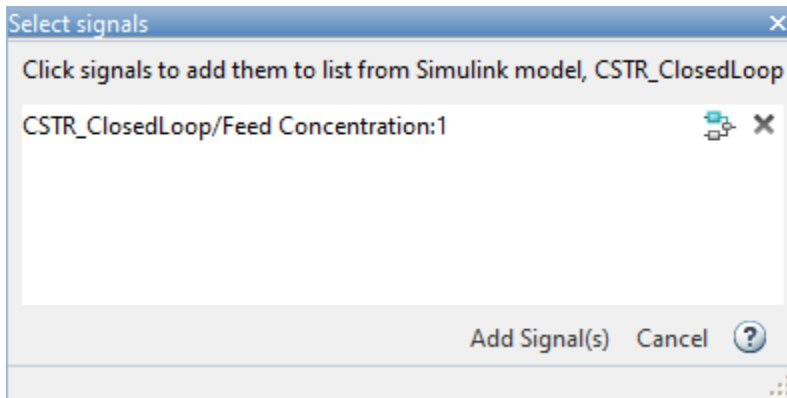 Select signals
Click signals to add them to list from Simulink model, CSTR_ClosedLoop
CSTR_ClosedLoop/Feed Concentration:1
Add Signal(s) Cancel ?